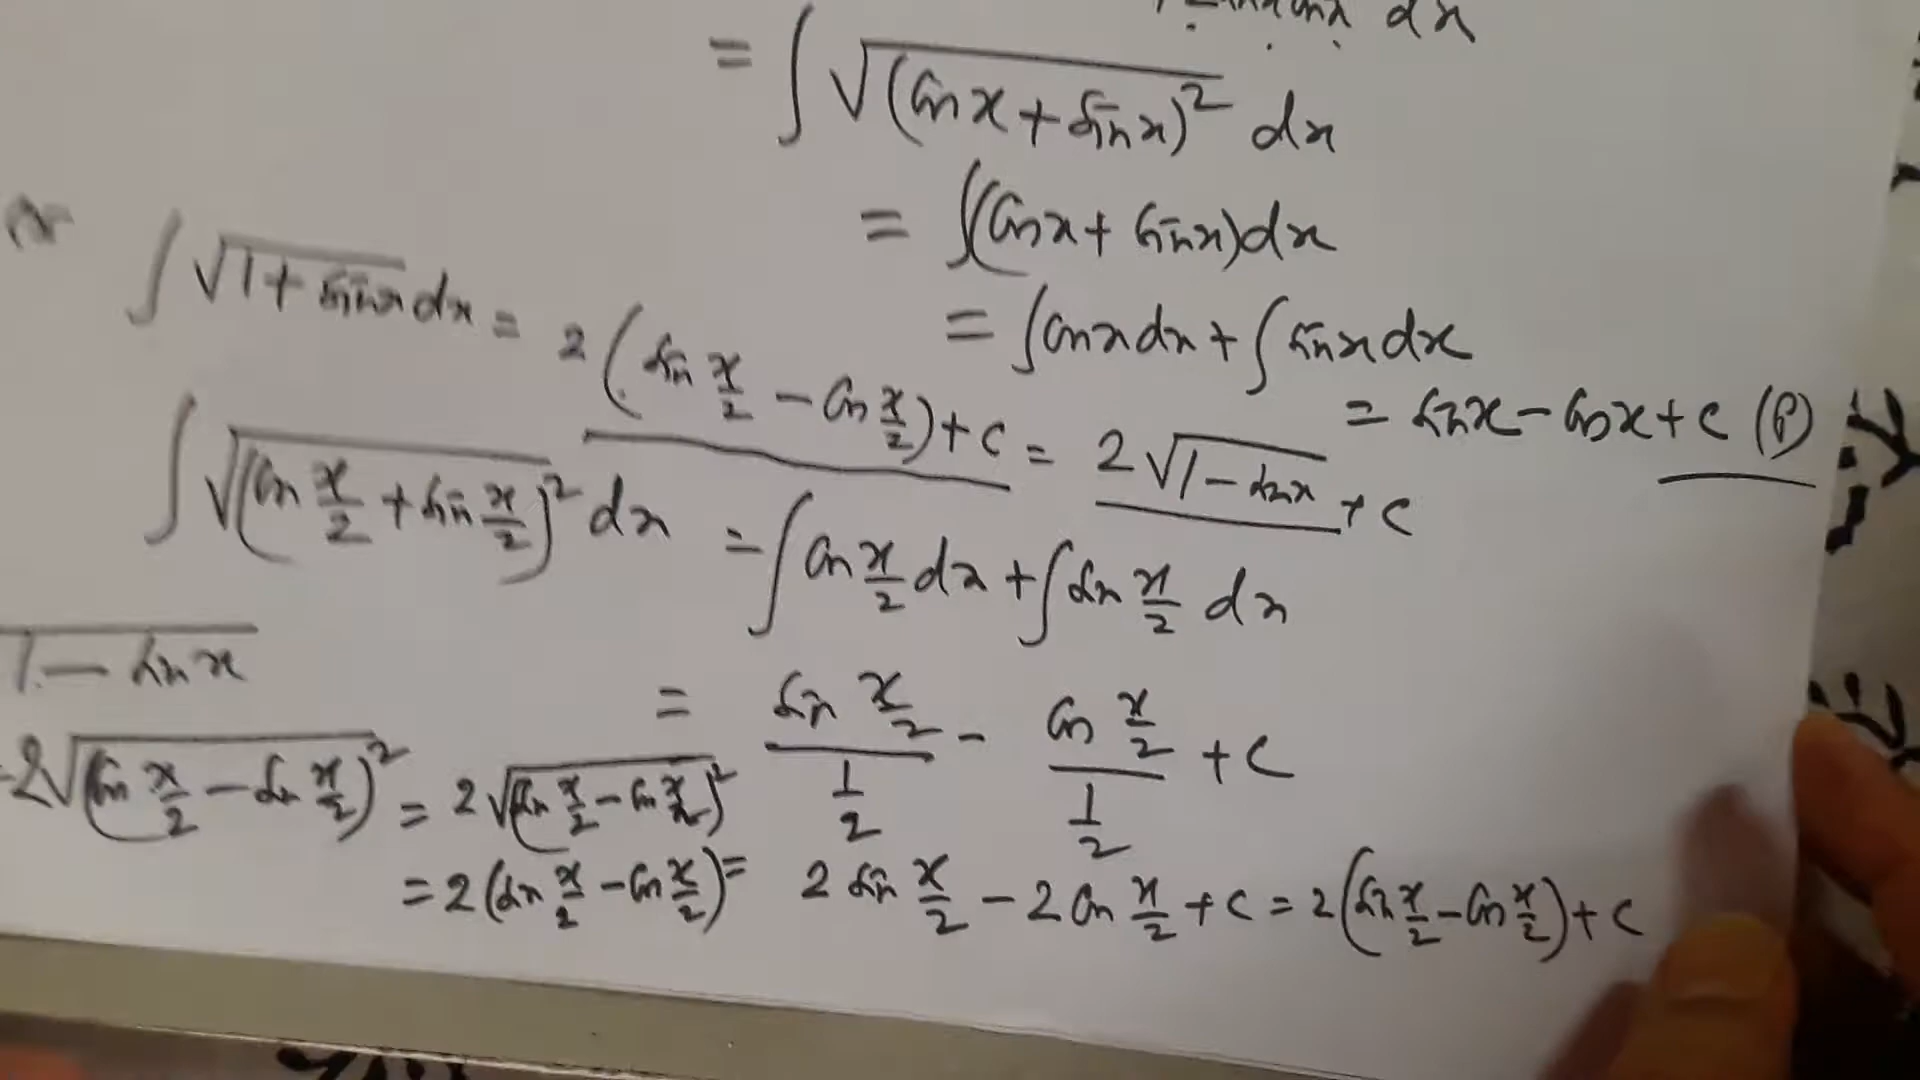 dx
= ∫ √(cos x + sin x)² dx
= ∫(cos x + sin x) dx
= ∫cos x dx + ∫ sin x dx
= sin x − cos x + c (P)
or ∫ √1 + sin x dx = 2 (sin x/2 − cos x/2) + c = 2 √1 − sin x + c
∫ √(cos x/2 + sin x/2)² dx = ∫ cos x/2 dx + ∫ sin x/2 dx
= (sin x/2)/(1/2) − (cos x/2)/(1/2) + c
= 2 sin x/2 − 2 cos x/2 + c = 2 (sin x/2 − cos x/2) + c
1 − sin x
2 √(cos x/2 − sin x/2)² = 2 √(sin x/2 − cos x/2)²
= 2 (sin x/2 − cos x/2)